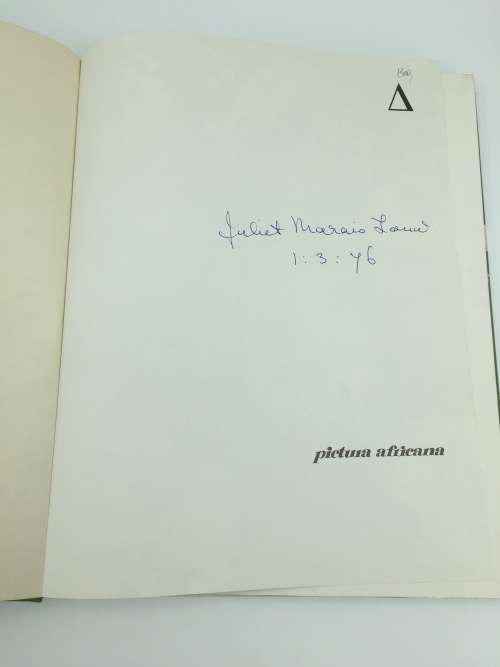 Δ
Juliet Marais Louw
1:3:76
pictura africana